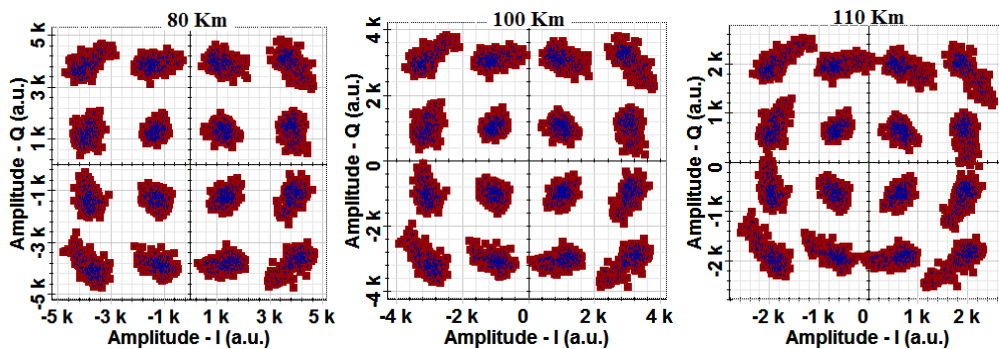 80 Km
100 Km
110 Km
Amplitude - Q (a.u.)
5 k
3 k
1 k
-1 k
-3 k
-5 k
-5 k -3 k -1 k 1 k 3 k 5 k
Amplitude - I (a.u.)
Amplitude - Q (a.u.)
4 k
2 k
0
-2 k
-4 k
-4 k -2 k 0 2 k 4 k
Amplitude - I (a.u.)
Amplitude - Q (a.u.)
2 k
1 k
0
-1 k
-2 k
-2 k -1 k 0 1 k 2 k
Amplitude - I (a.u.)